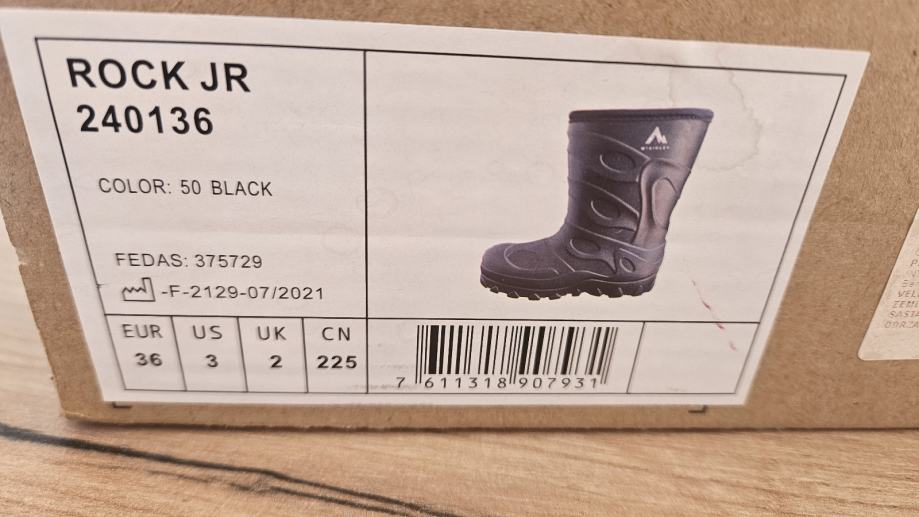 ROCK JR
240136
COLOR: 50 BLACK
FEDAS: 375729
-F-2129-07/2021
EUR US UK CN
36 3 2 225
7 611318 907931
McKINLEY